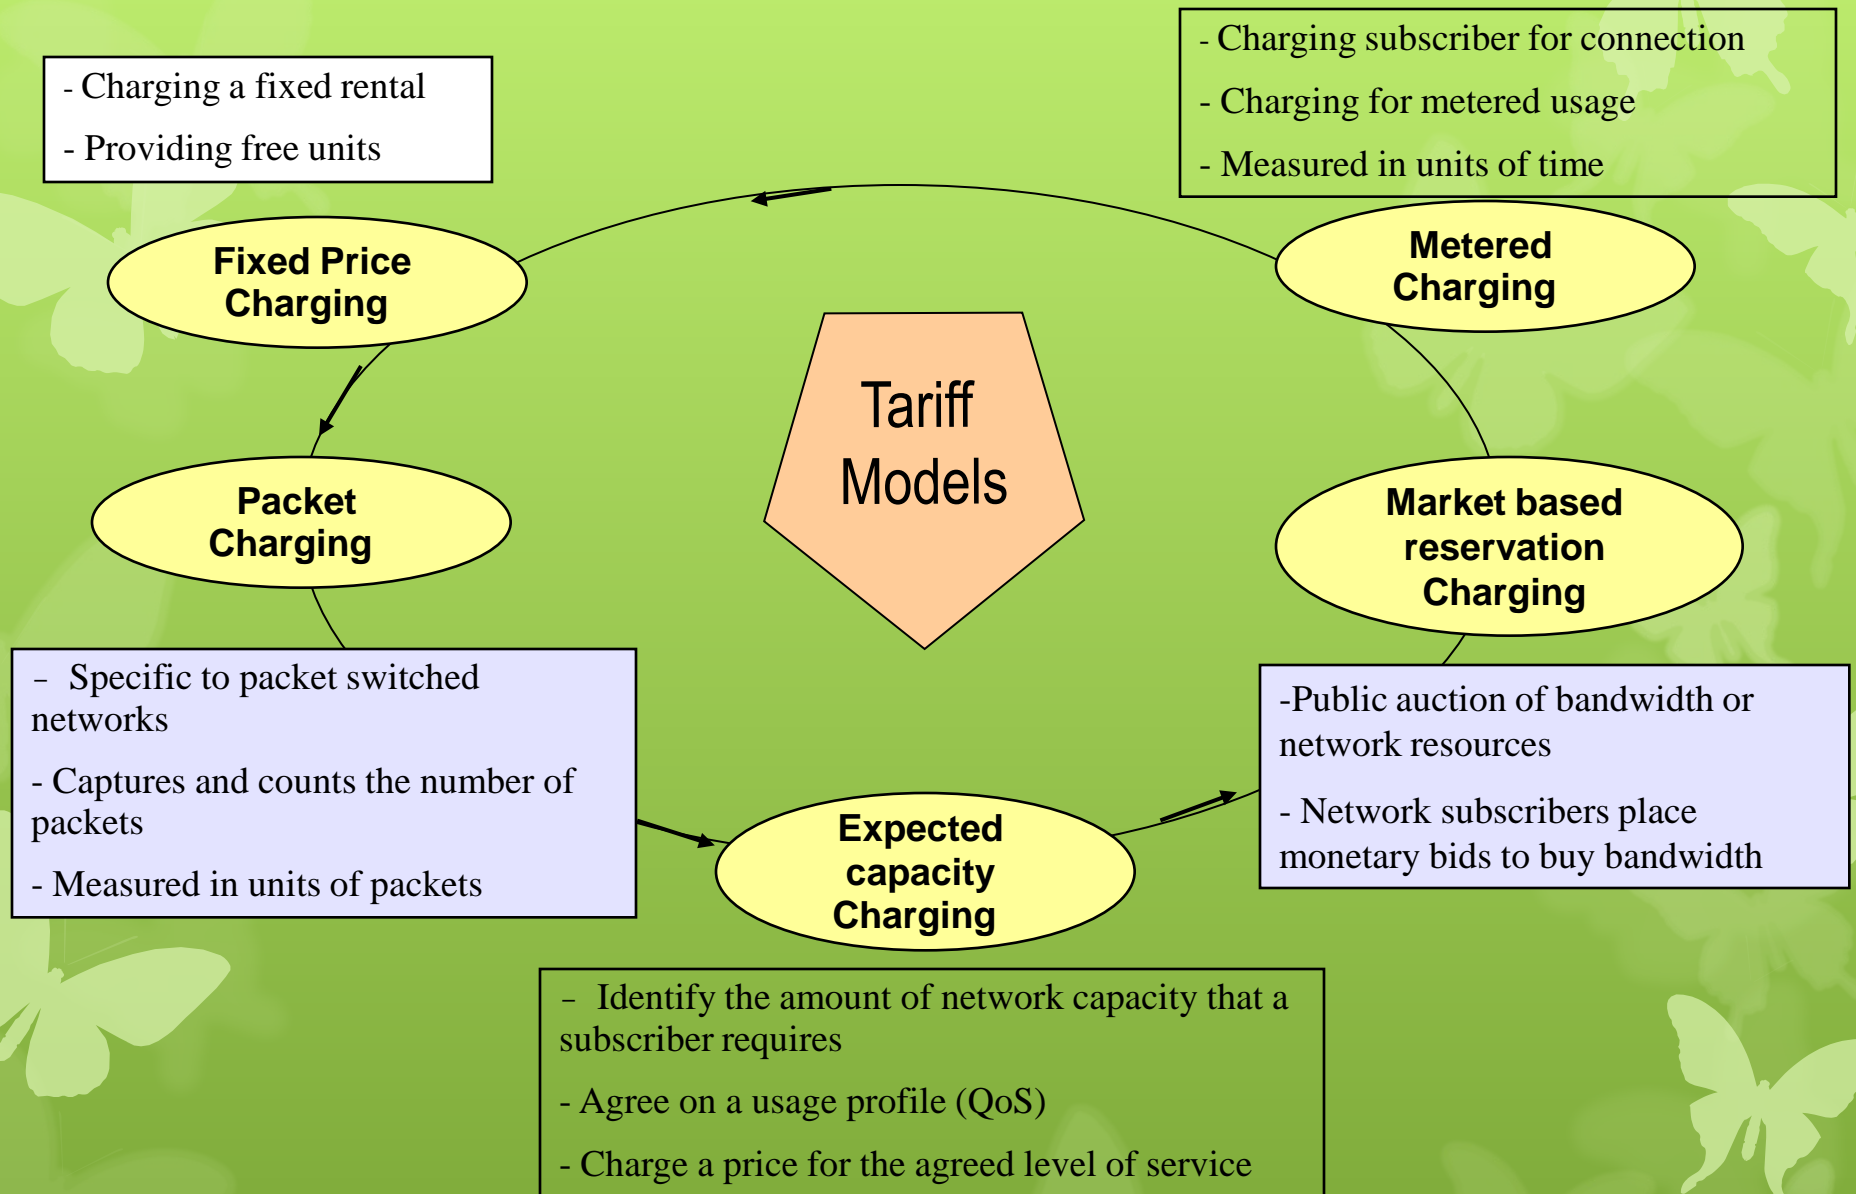 - Charging a fixed rental
- Providing free units
- Charging subscriber for connection
- Charging for metered usage
- Measured in units of time
Fixed Price
Charging
Metered
Charging
Tariff
Models
Packet
Charging
Market based
reservation
Charging
- Specific to packet switched
networks
- Captures and counts the number of
packets
- Measured in units of packets
-Public auction of bandwidth or
network resources
- Network subscribers place
monetary bids to buy bandwidth
Expected
capacity
Charging
- Identify the amount of network capacity that a
subscriber requires
- Agree on a usage profile (QoS)
- Charge a price for the agreed level of service